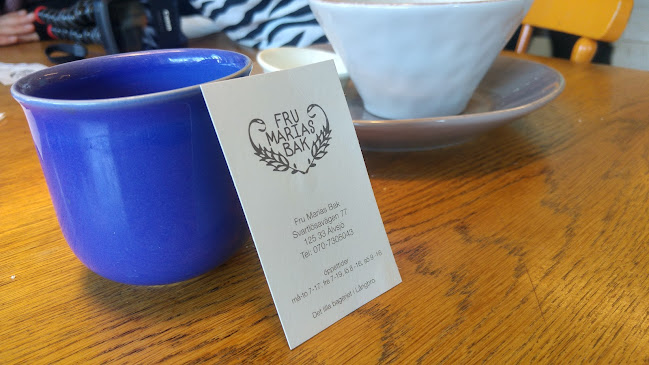 FRU
MARIAS
BAK
Fru Marias Bak
Svartlösavägen 77
125 33 Älvsjö
Tel: 070-7305043
öppettider
må-to 7-17, fre 7-19, lö 8 -16, sö 9 -16
Det lilla bageriet i Långbro